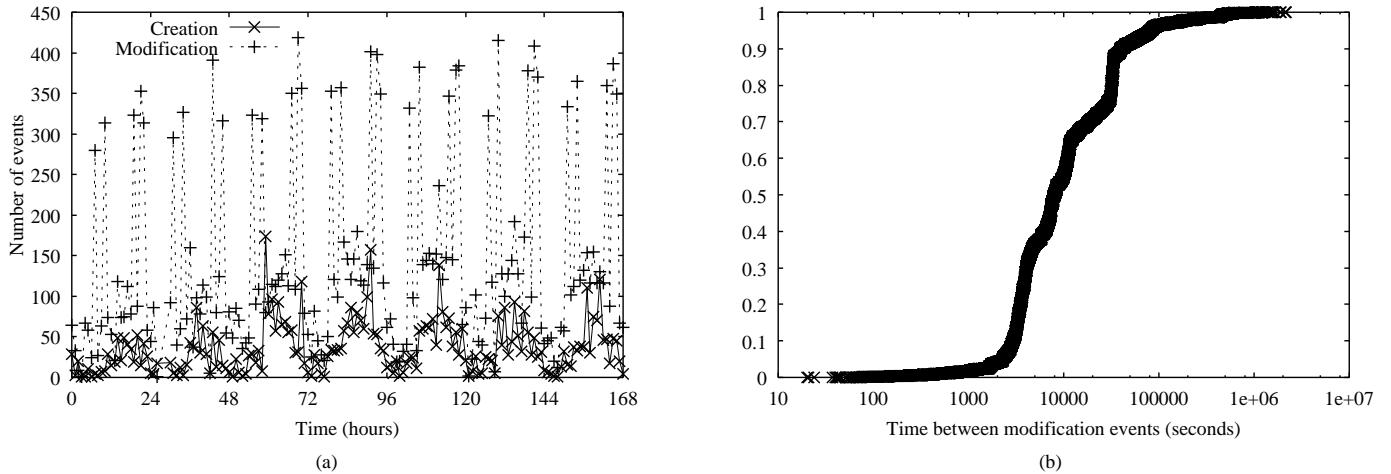 450
400
350
300
250
200
150
100
50
0
Number of events
Creation
Modification
0 24 48 72 96 120 144 168
Time (hours)
(a)
1
0.9
0.8
0.7
0.6
0.5
0.4
0.3
0.2
0.1
0
10 100 1000 10000 100000 1e+06 1e+07
Time between modification events (seconds)
(b)